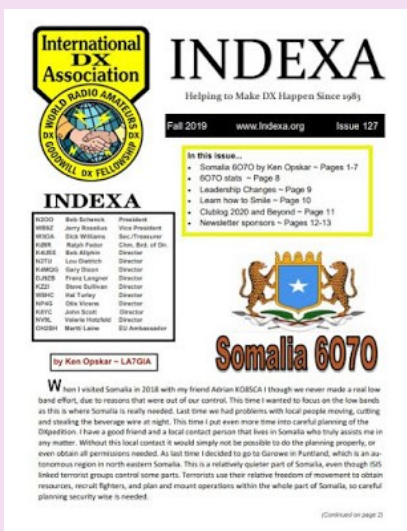 International
DX
Association
WORLD RADIO AMATEURS
GOODWILL DX FELLOWSHIP
INDEXA
Helping to Make DX Happen Since 1983
Fall 2019 www.Indexa.org Issue 127
In this issue...
• Somalia 6O7O by Ken Opskar ~ Pages 1-7
• 6O7O stats ~ Page 8
• Leadership Changes ~ Page 9
• Learn how to Smile ~ Page 10
• Clublog 2020 and Beyond ~ Page 11
• Newsletter sponsors ~ Pages 12-13
INDEXA
N2OO Bob Schenck President
W9RZ Jerry Rosalius Vice President
W3OA Dick Williams Sec./Treasurer
K9RR Ralph Fedor Chm. Brd. of Dir.
K4UEE Bob Allphin Director
N2TU Lou Dietrich Director
K4MQG Gary Dixon Director
DJ9ZB Franz Langner Director
KZ2I Steve Sullivan Director
W8HC Hal Turley Director
NP4G Otis Vicens Director
K8YC John Scott Director
NV9L Valerie Hotzfeld Director
OH2BH Martti Laine EU Ambassador
Somalia 6O7O
by Ken Opskar ~ LA7GIA
When I visited Somalia in 2018 with my friend Adrian KO8SCA I though we never made a real low
band effort, due to reasons that were out of our control. This time I wanted to focus on the low bands
as this is where Somalia is really needed. Last time we had problems with local people moving, cutting
and stealing the beverage wire at night. This time I put even more time into careful planning of the
DXpedition. I have a good friend and a local contact person that lives in Somalia who truly assists me in
any matter. Without this local contact it would simply not be possible to do the planning properly, or
even obtain all permissions needed. As last time I decided to go to Garowe in Puntland, which is an au-
tonomous region in north eastern Somalia. This is a relatively quieter part of Somalia, even though ISIS
linked terrorist groups control some parts. Terrorists use their relative freedom of movement to obtain
resources, recruit fighters, and plan and mount operations within the whole part of Somalia, so careful
planning security wise is needed.
(Continued on page 2)